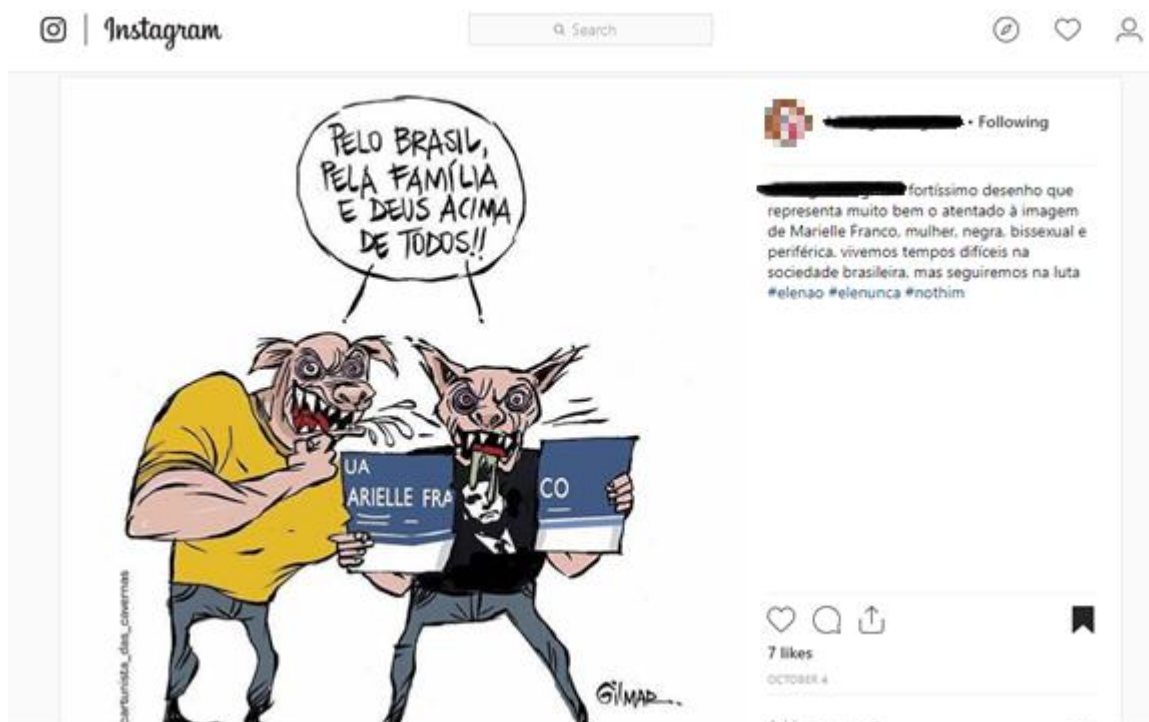 Instagram
Search
PELO BRASIL,
PELA FAMÍLIA
E DEUS ACIMA
DE TODOS!!
UA
ARIELLE FRA
CO
GILMAR
cartunista_das_cavernas
• Following
fortíssimo desenho que
representa muito bem o atentado à imagem
de Marielle Franco, mulher, negra, bissexual e
periférica. vivemos tempos difíceis na
sociedade brasileira. mas seguiremos na luta
#elenao #elenunca #nothim
7 likes
OCTOBER 4